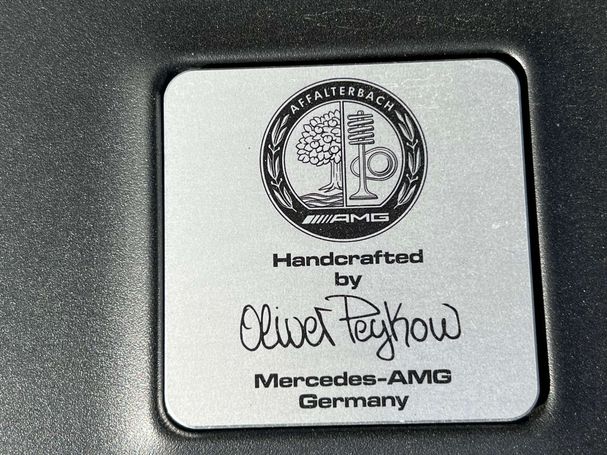 AFFALTERBACH
AMG
Handcrafted
by
Oliver Peykow
Mercedes-AMG
Germany